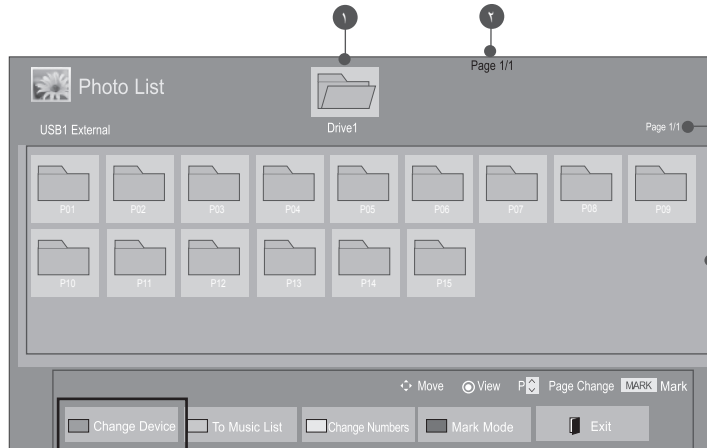 ١ ٢
Page 1/1
Photo List
USB1 External Drive1 Page 1/1
P01 P02 P03 P04 P05 P06 P07 P08 P09
P10 P11 P12 P13 P14 P15
Move View P Page Change MARK Mark
Change Device To Music List Change Numbers Mark Mode Exit